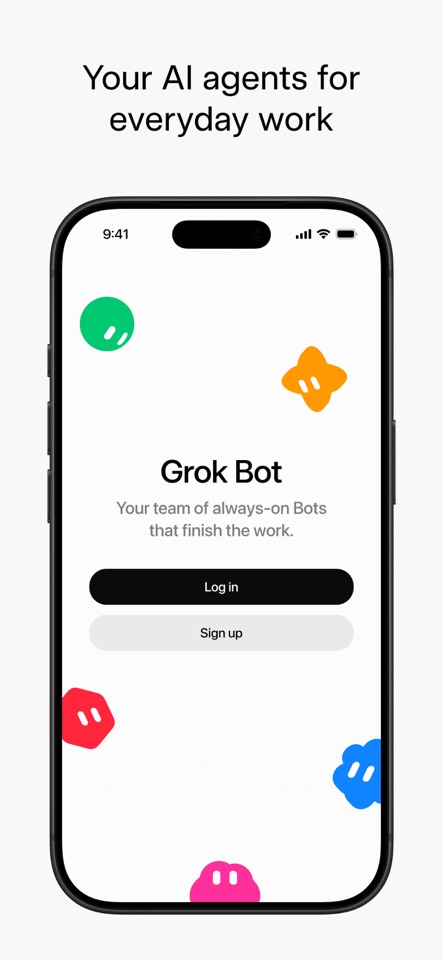 Your AI agents for
everyday work
9:41
Grok Bot
Your team of always-on Bots
that finish the work.
Log in
Sign up